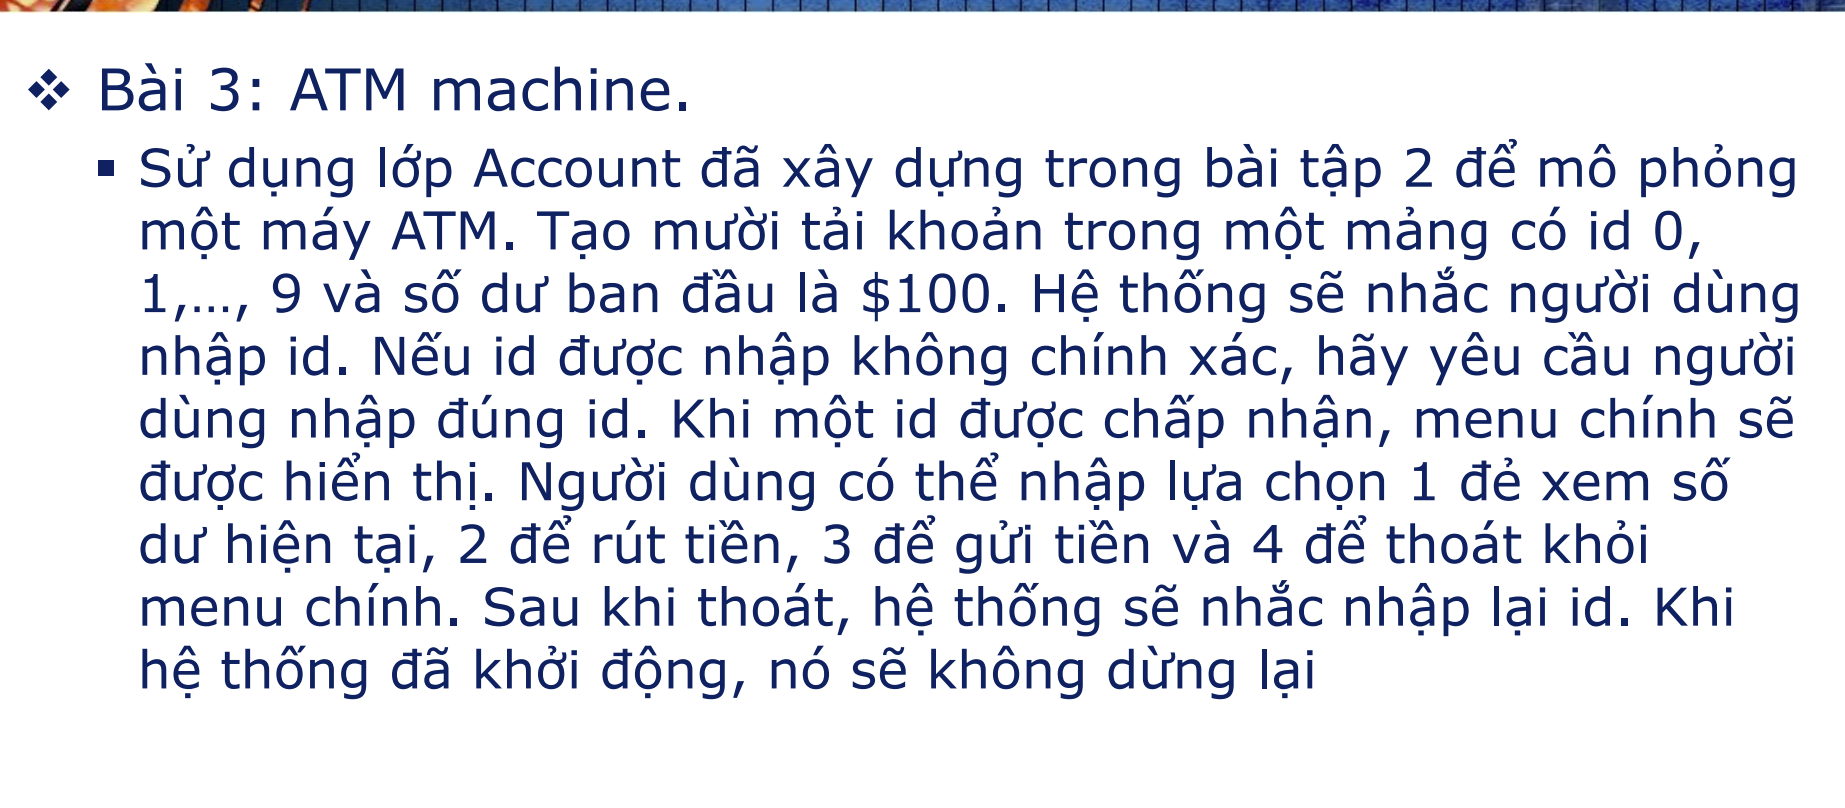 ❖ Bài 3: ATM machine.
▪ Sử dụng lớp Account đã xây dựng trong bài tập 2 để mô phỏng
một máy ATM. Tạo mười tải khoản trong một mảng có id 0,
1,…, 9 và số dư ban đầu là $100. Hệ thống sẽ nhắc người dùng
nhập id. Nếu id được nhập không chính xác, hãy yêu cầu người
dùng nhập đúng id. Khi một id được chấp nhận, menu chính sẽ
được hiển thị. Người dùng có thể nhập lựa chọn 1 đẻ xem số
dư hiện tại, 2 để rút tiền, 3 để gửi tiền và 4 để thoát khỏi
menu chính. Sau khi thoát, hệ thống sẽ nhắc nhập lại id. Khi
hệ thống đã khởi động, nó sẽ không dừng lại